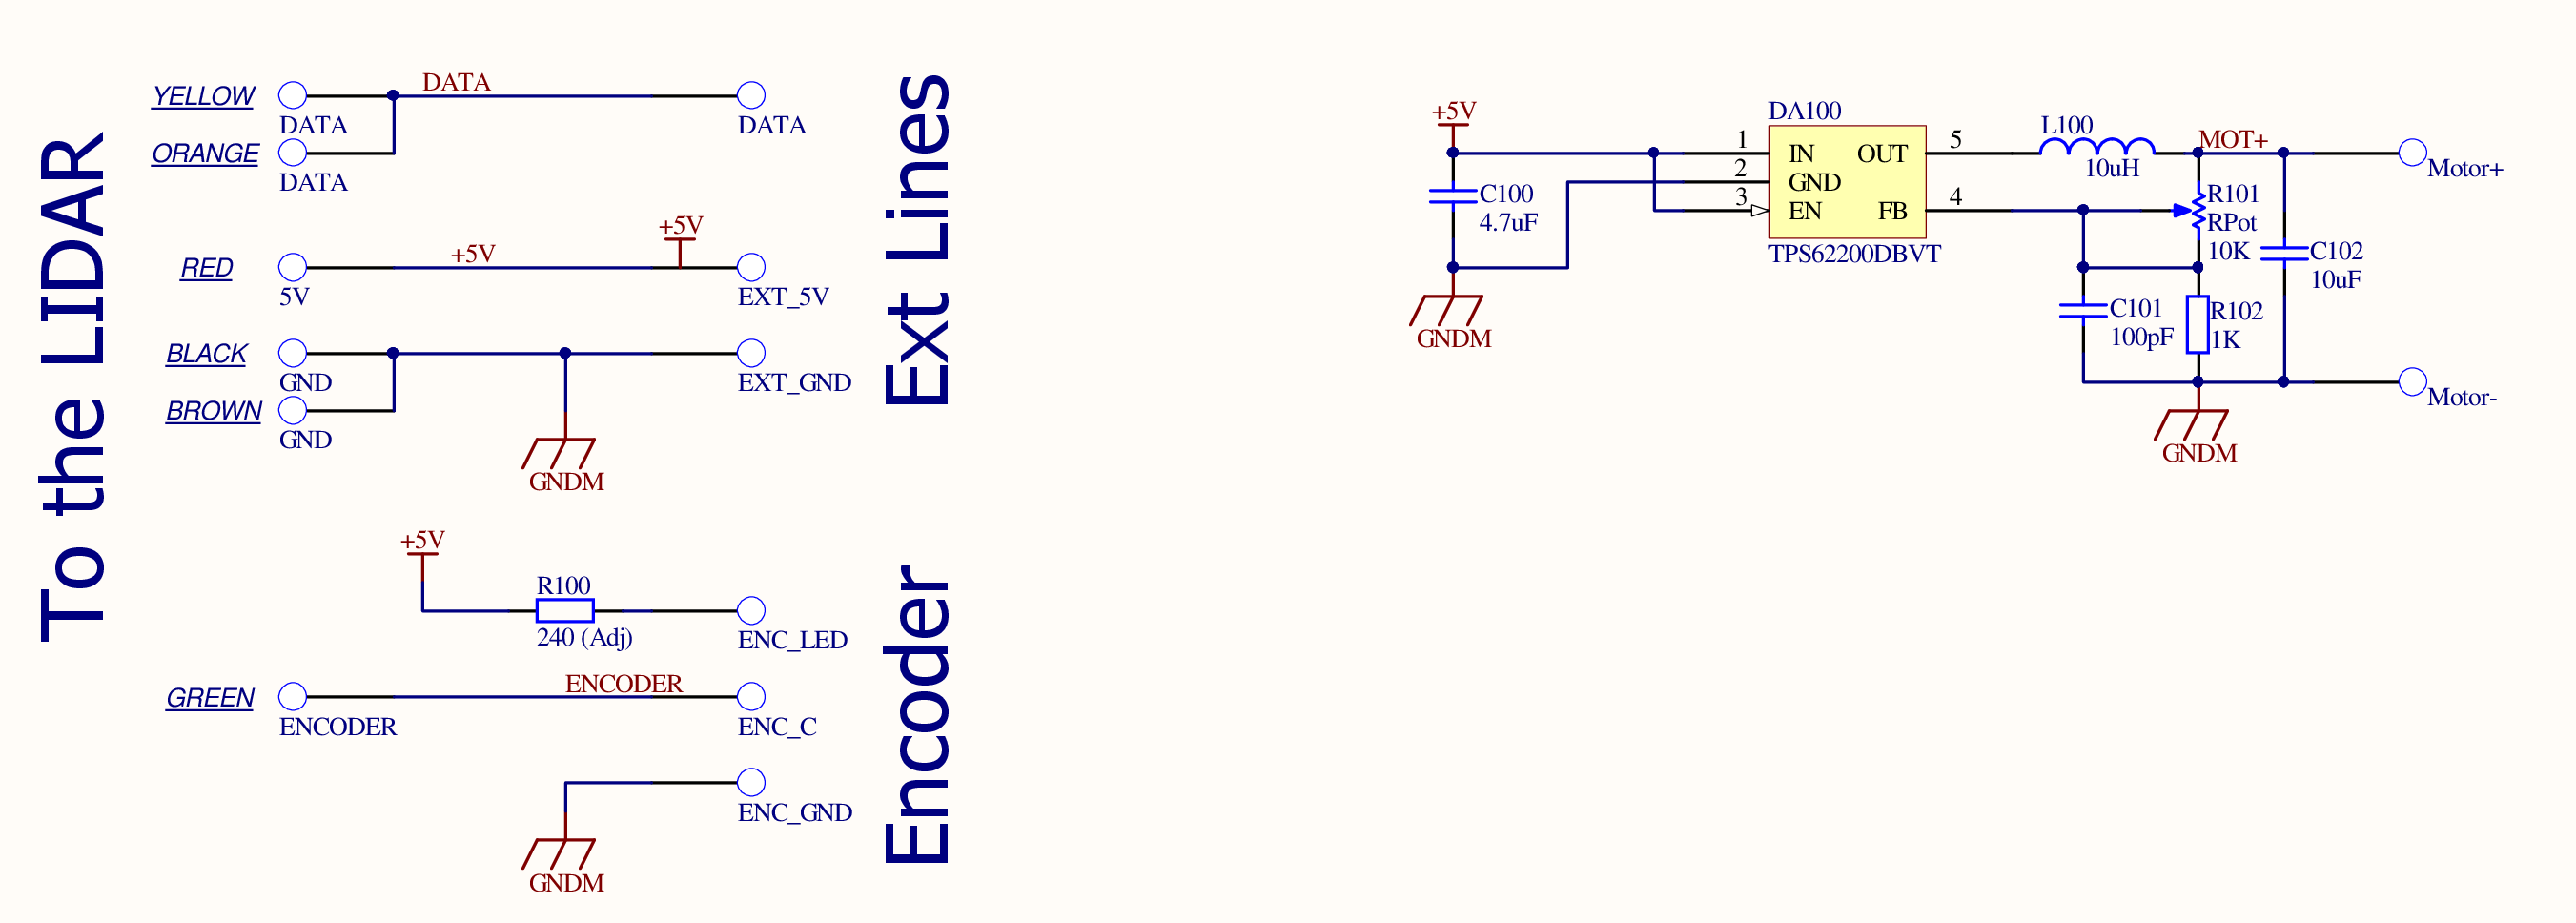 To the LIDAR
YELLOW
DATA
DATA
DATA
ORANGE
DATA
RED
5V
+5V
+5V
EXT_5V
BLACK
GND
EXT_GND
BROWN
GND
GNDM
Ext Lines
+5V
R100
240 (Adj)
ENC_LED
GREEN
ENCODER
ENCODER
ENC_C
ENC_GND
GNDM
Encoder
+5V
C100
4.7uF
GNDM
DA100
1 IN OUT 5
2 GND
3 EN FB 4
TPS62200DBVT
L100
10uH
MOT+
Motor+
R101
RPot
10K
C102
10uF
C101
100pF
R102
1K
Motor-
GNDM